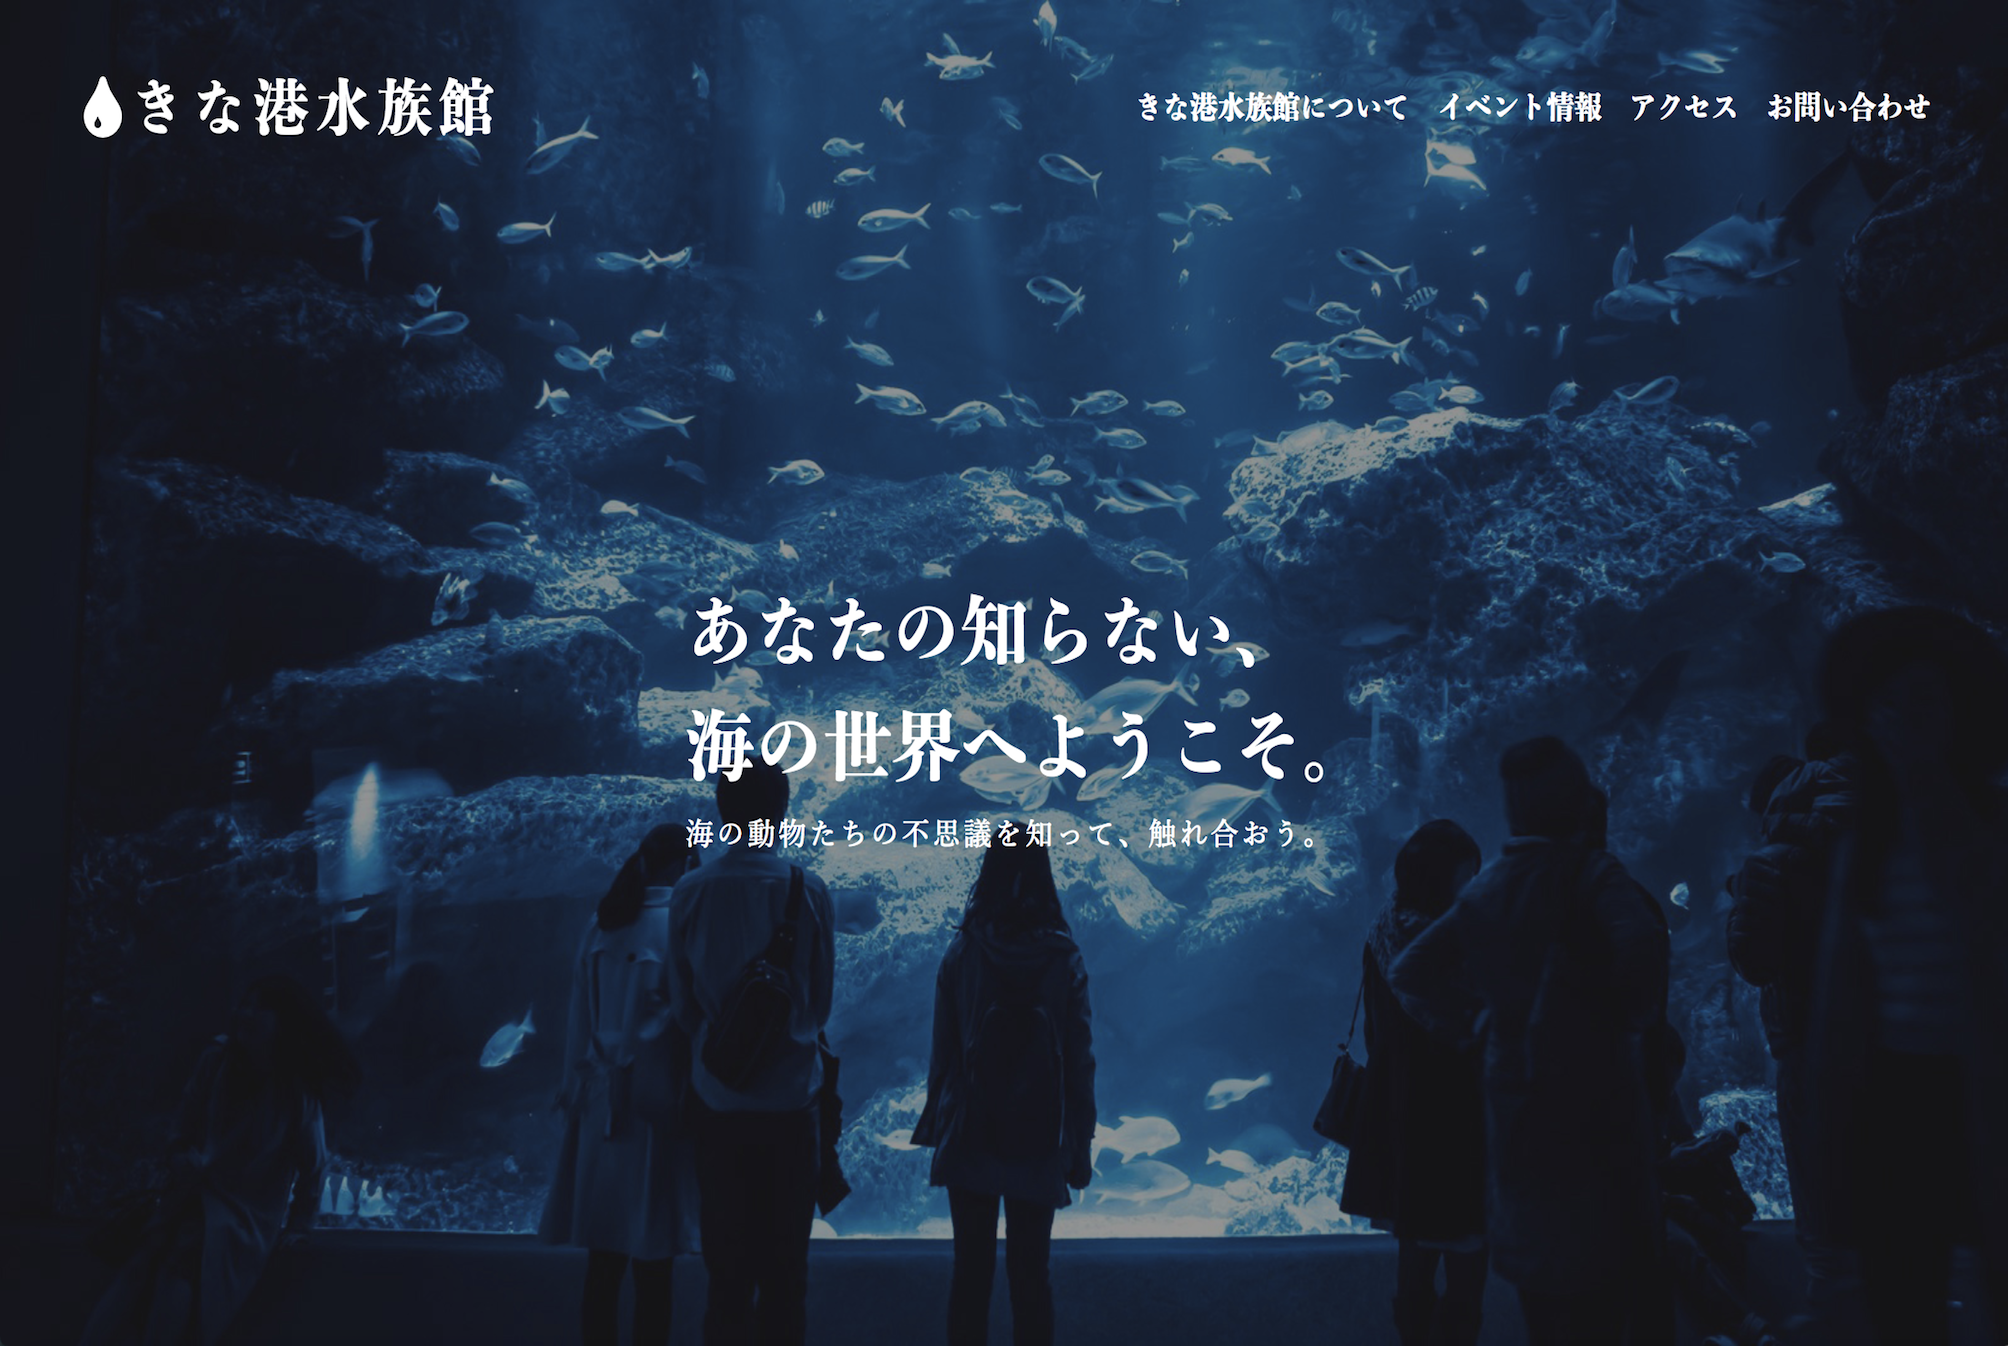 きな港水族館
きな港水族館について イベント情報 アクセス お問い合わせ
あなたの知らない、
海の世界へようこそ。
海の動物たちの不思議を知って、触れ合おう。